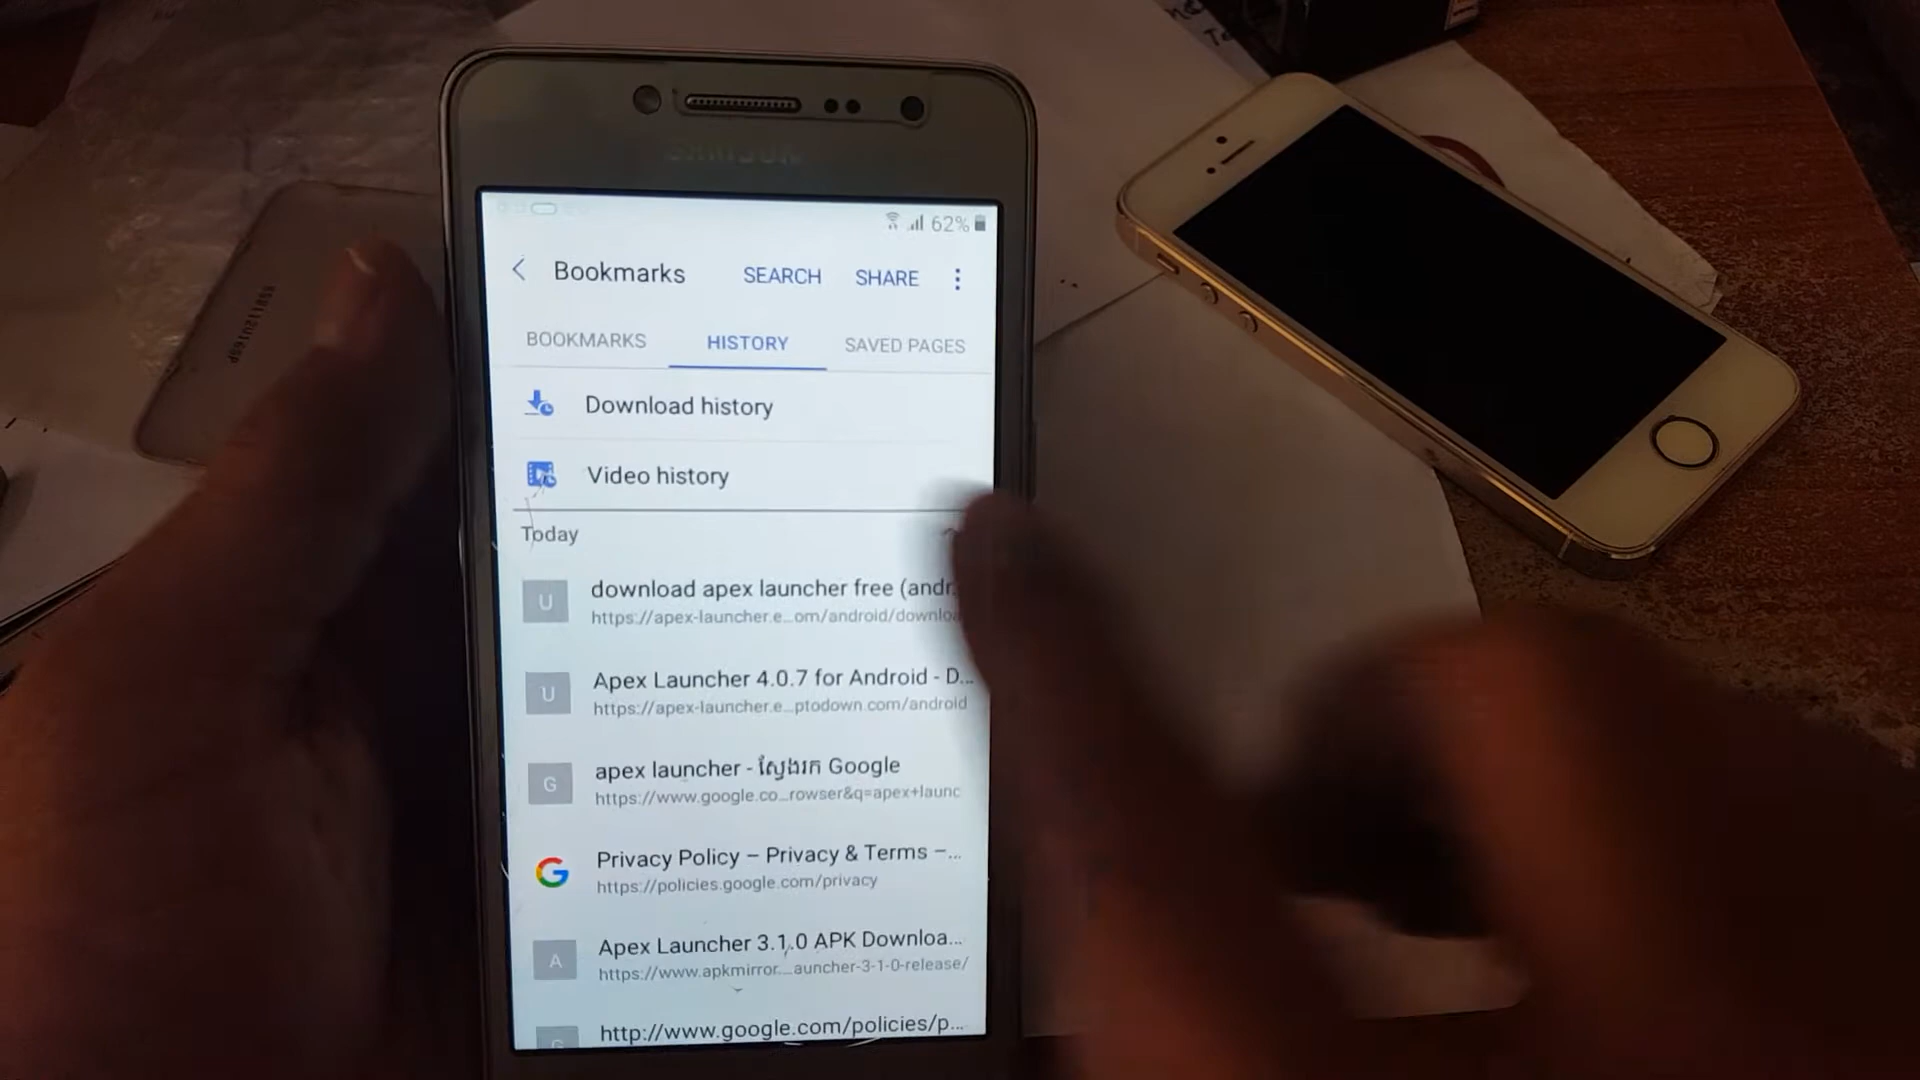 SAMSUNG
62%
Bookmarks SEARCH SHARE
BOOKMARKS HISTORY SAVED PAGES
Download history
Video history
Today
U download apex launcher free (andr
https://apex-launcher.e...om/android/downlo
U Apex Launcher 4.0.7 for Android - D...
https://apex-launcher.e...ptodown.com/android
G apex launcher - ស្វែងរក Google
https://www.google.co...rowser&q=apex+launc
G Privacy Policy – Privacy & Terms –...
https://policies.google.com/privacy
A Apex Launcher 3.1.0 APK Downloa...
https://www.apkmirror....auncher-3-1-0-release/
G http://www.google.com/policies/p...